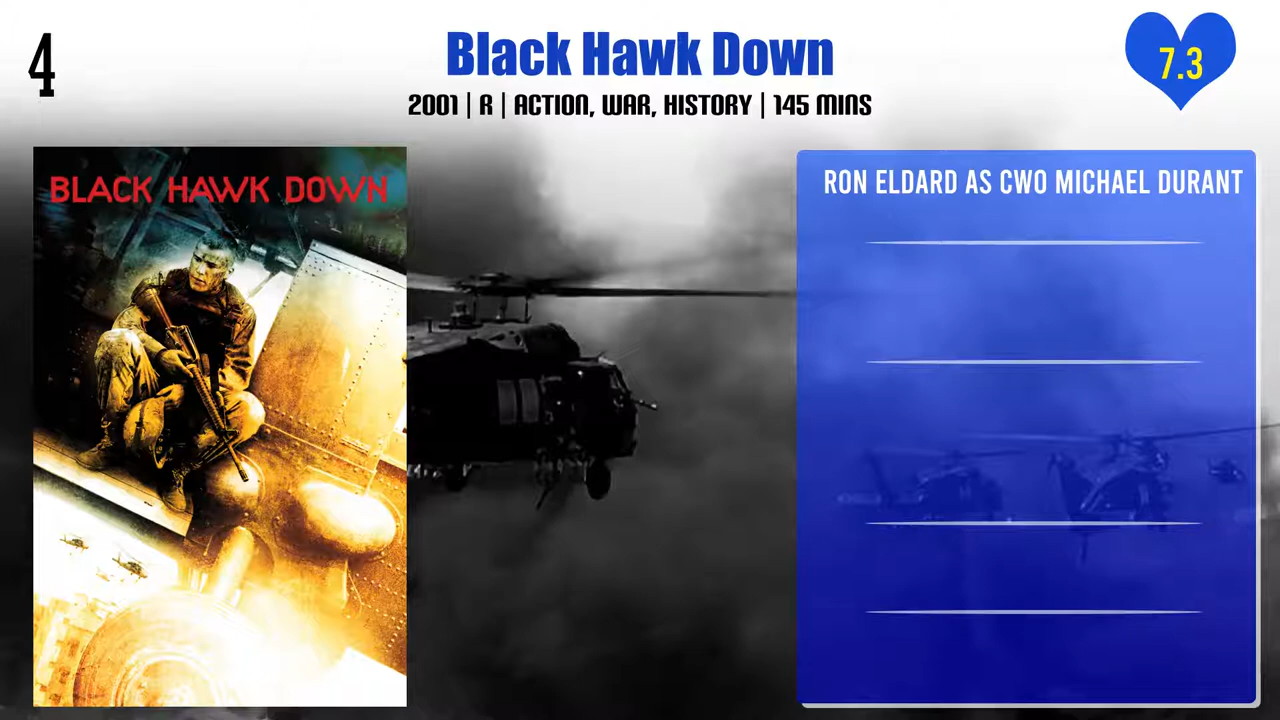 4
Black Hawk Down
7.3
2001 | R | ACTION, WAR, HISTORY | 145 MINS
BLACK HAWK DOWN
RON ELDARD AS CWO MICHAEL DURANT